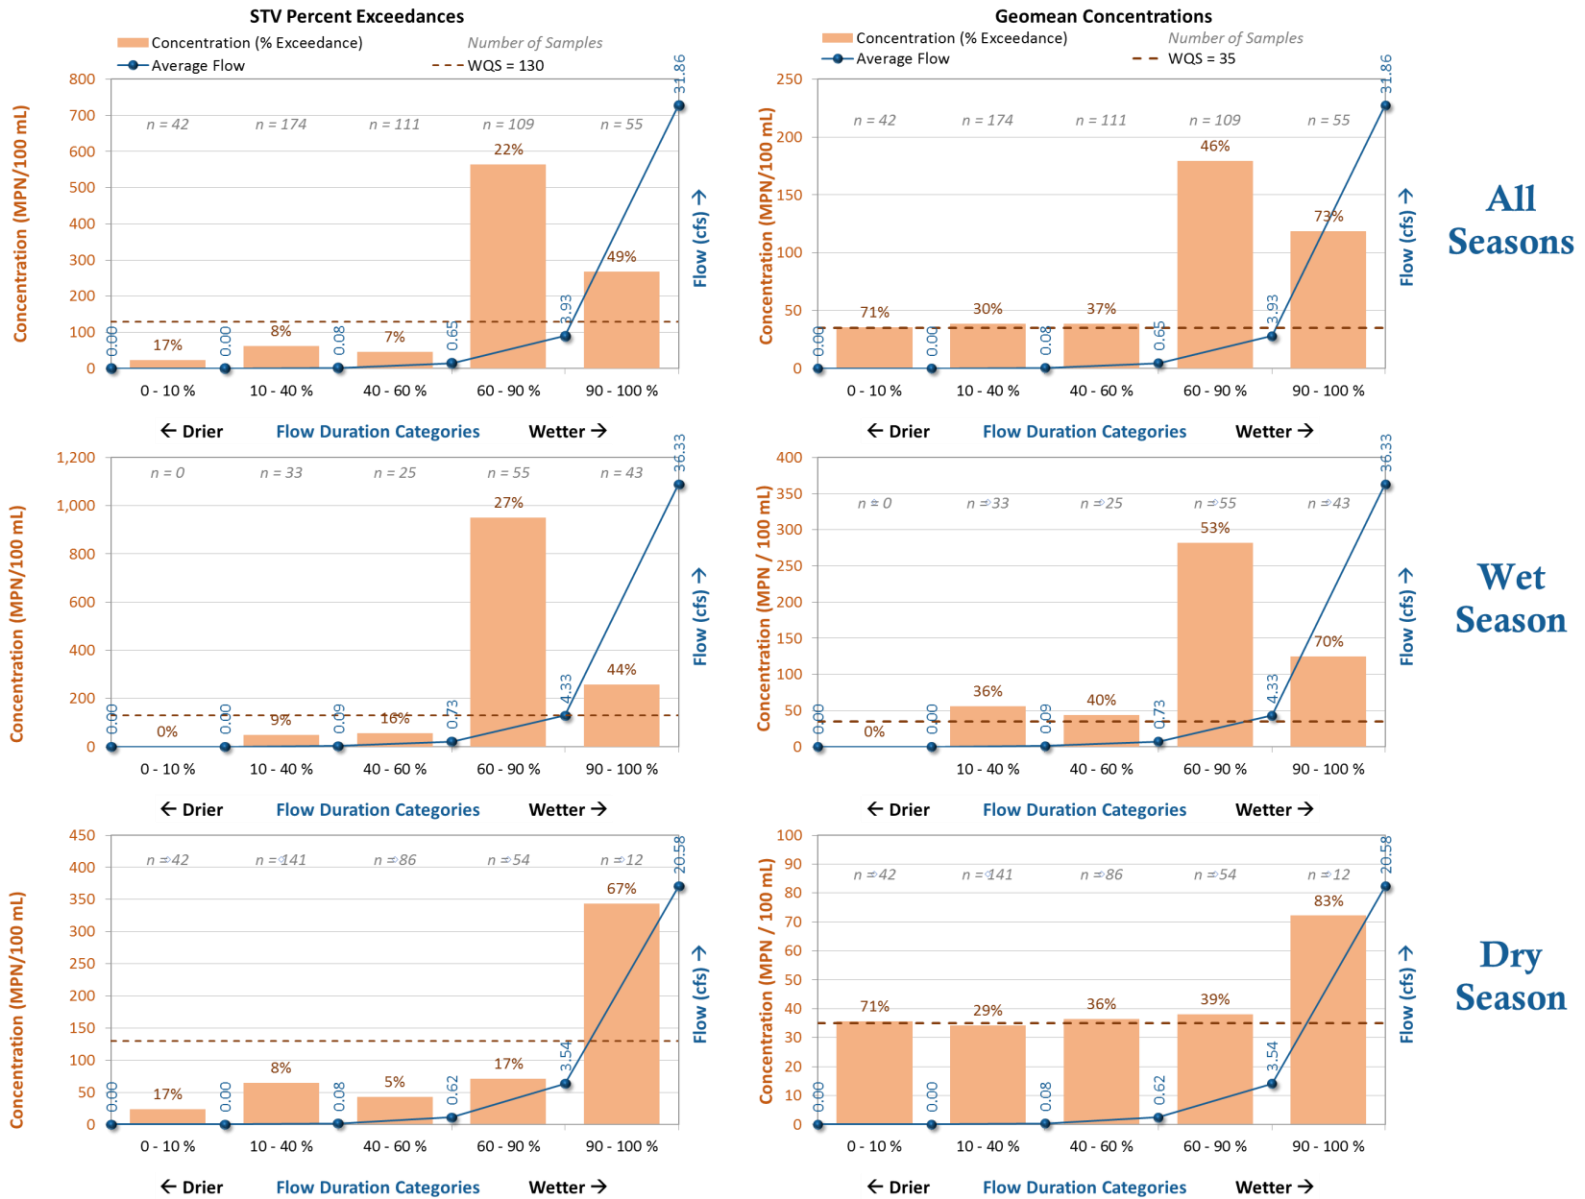 STV Percent Exceedances
Concentration (% Exceedance)
Number of Samples
Average Flow
WQS = 130
Concentration (MPN/100 mL)
800
700
600
500
400
300
200
100
0
n = 42
n = 174
n = 111
n = 109
n = 55
17%
8%
7%
22%
49%
0.00
0.00
0.08
0.65
3.93
31.86
Flow (cfs) →
0 - 10 %
10 - 40 %
40 - 60 %
60 - 90 %
90 - 100 %
← Drier
Flow Duration Categories
Wetter →
Geomean Concentrations
Concentration (% Exceedance)
Number of Samples
Average Flow
WQS = 35
Concentration (MPN/100 mL)
250
200
150
100
50
0
n = 42
n = 174
n = 111
n = 109
n = 55
71%
30%
37%
46%
73%
0.00
0.00
0.08
0.65
3.93
31.86
Flow (cfs) →
0 - 10 %
10 - 40 %
40 - 60 %
60 - 90 %
90 - 100 %
← Drier
Flow Duration Categories
Wetter →
All
Seasons
Concentration (MPN/100 mL)
1,200
1,000
800
600
400
200
0
n = 0
n = 33
n = 25
n = 55
n = 43
0%
9%
16%
27%
44%
0.00
0.00
0.09
0.73
4.33
36.33
Flow (cfs) →
0 - 10 %
10 - 40 %
40 - 60 %
60 - 90 %
90 - 100 %
← Drier
Flow Duration Categories
Wetter →
Concentration (MPN / 100 mL)
400
350
300
250
200
150
100
50
0
n = 0
n = 33
n = 25
n = 55
n = 43
0%
36%
40%
53%
70%
0.00
0.00
0.09
0.73
4.33
36.33
Flow (cfs) →
10 - 40 %
40 - 60 %
60 - 90 %
90 - 100 %
← Drier
Flow Duration Categories
Wetter →
Wet
Season
Concentration (MPN/100 mL)
450
400
350
300
250
200
150
100
50
0
n = 42
n = 141
n = 86
n = 54
n = 12
17%
8%
5%
17%
67%
0.00
0.00
0.08
0.62
3.54
20.58
Flow (cfs) →
0 - 10 %
10 - 40 %
40 - 60 %
60 - 90 %
90 - 100 %
← Drier
Flow Duration Categories
Wetter →
Concentration (MPN / 100 mL)
100
90
80
70
60
50
40
30
20
10
0
n = 42
n = 141
n = 86
n = 54
n = 12
71%
29%
36%
39%
83%
0.00
0.00
0.08
0.62
3.54
20.58
Flow (cfs) →
0 - 10 %
10 - 40 %
40 - 60 %
60 - 90 %
90 - 100 %
← Drier
Flow Duration Categories
Wetter →
Dry
Season